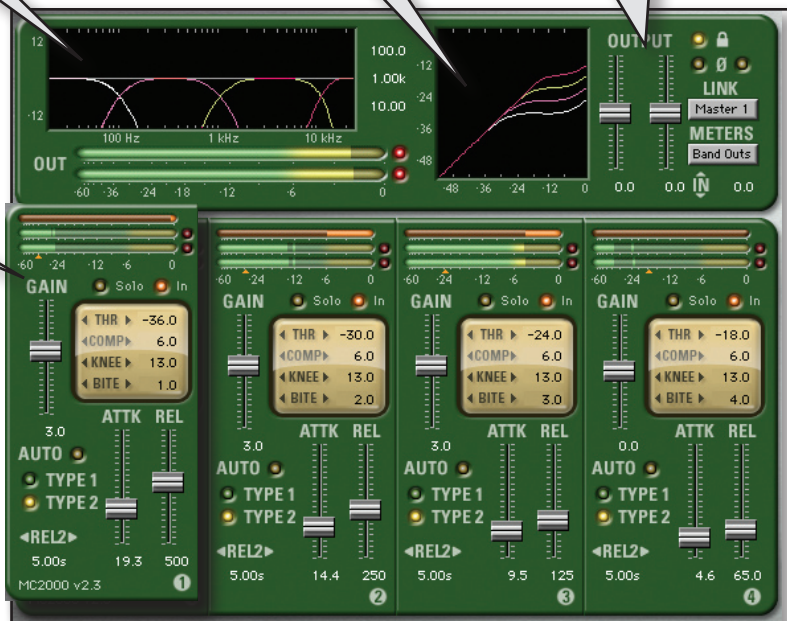 12
-12
100 Hz
1 kHz
10 kHz
100.0
1.00k
10.00
-12
-24
-36
-48
-48 -36 -24 -12 0
OUTPUT
Ø
LINK
Master 1
METERS
Band Outs
0.0 0.0 IN 0.0
OUT
-60 -36 -24 -18 -12 -6 0
-60 -24 -12 -6 0
GAIN
Solo In
THR -36.0
COMP 6.0
KNEE 13.0
BITE 1.0
ATTK REL
3.0
AUTO
TYPE 1
TYPE 2
REL2
5.00s 19.3 500
MC2000 v2.3
1
-60 -24 -12 -6 0
GAIN
Solo In
THR -30.0
COMP 6.0
KNEE 13.0
BITE 2.0
ATTK REL
3.0
AUTO
TYPE 1
TYPE 2
REL2
5.00s 14.4 250
2
-60 -24 -12 -6 0
GAIN
Solo In
THR -24.0
COMP 6.0
KNEE 13.0
BITE 3.0
ATTK REL
3.0
AUTO
TYPE 1
TYPE 2
REL2
5.00s 9.5 125
3
-60 -24 -12 -6 0
GAIN
Solo In
THR -18.0
COMP 6.0
KNEE 13.0
BITE 4.0
ATTK REL
0.0
AUTO
TYPE 1
TYPE 2
REL2
5.00s 4.6 65.0
4